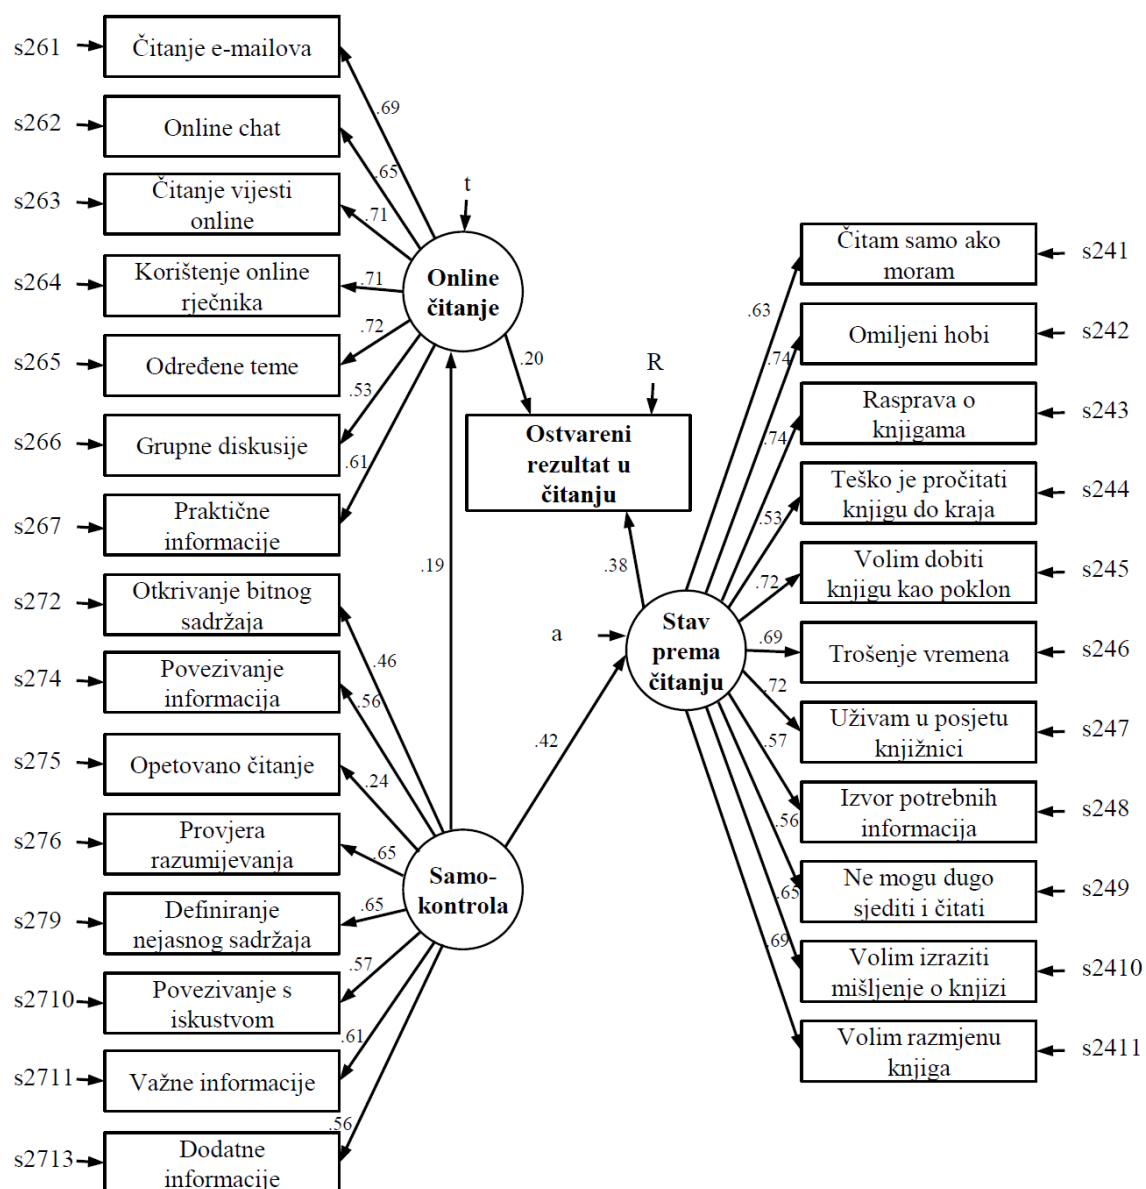 s261
Čitanje e-mailova
.69
s262
Online chat
.65
s263
Čitanje vijesti
online
.71
s264
Korištenje online
rječnika
.71
s265
Određene teme
.72
s266
Grupne diskusije
.53
s267
Praktične
informacije
.61
t
Online
čitanje
.20
R
Ostvareni
rezultat u
čitanju
.19
.38
s272
Otkrivanje bitnog
sadržaja
.46
s274
Povezivanje
informacija
.56
s275
Opetovano čitanje
.24
s276
Provjera
razumijevanja
.65
s279
Definiranje
nejasnog sadržaja
.65
s2710
Povezivanje s
iskustvom
.57
s2711
Važne informacije
.61
s2713
Dodatne
informacije
.56
Samo-
kontrola
.42
a
Stav
prema
čitanju
.63
Čitam samo ako
moram
s241
.74
Omiljeni hobi
s242
.74
Rasprava o
knjigama
s243
.53
Teško je pročitati
knjigu do kraja
s244
.72
Volim dobiti
knjigu kao poklon
s245
.69
Trošenje vremena
s246
.72
Uživam u posjetu
knjižnici
s247
.57
Izvor potrebnih
informacija
s248
.56
Ne mogu dugo
sjediti i čitati
s249
.65
Volim izraziti
mišljenje o knjizi
s2410
.69
Volim razmjenu
knjiga
s2411